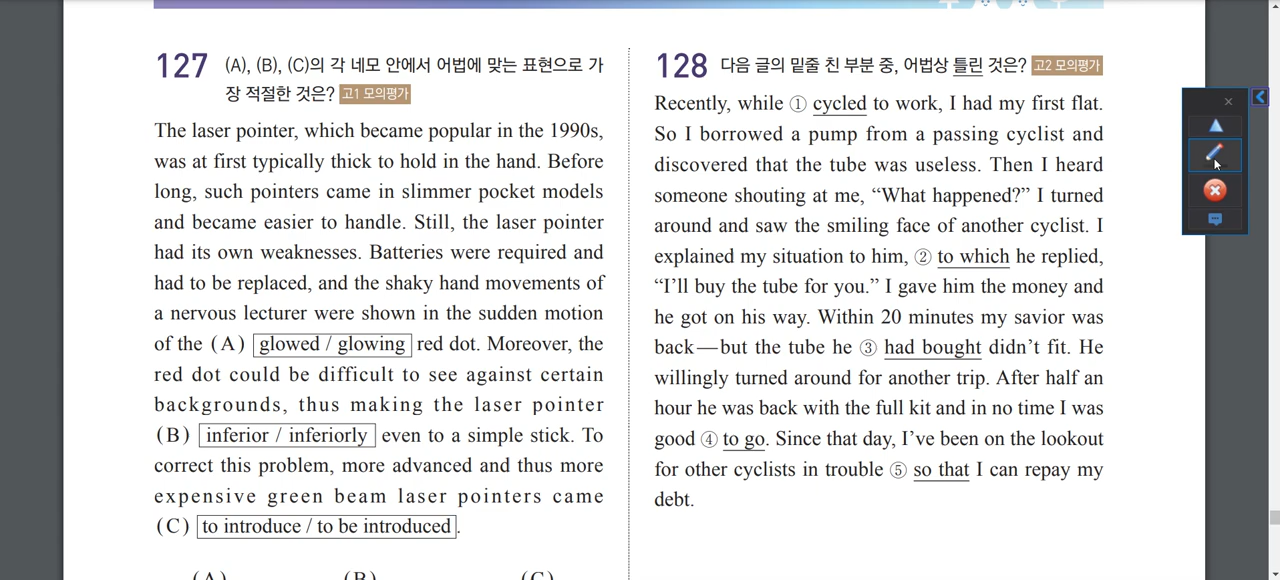 127 (A), (B), (C)의 각 네모 안에서 어법에 맞는 표현으로 가
장 적절한 것은? 고1 모의평가
The laser pointer, which became popular in the 1990s,
was at first typically thick to hold in the hand. Before
long, such pointers came in slimmer pocket models
and became easier to handle. Still, the laser pointer
had its own weaknesses. Batteries were required and
had to be replaced, and the shaky hand movements of
a nervous lecturer were shown in the sudden motion
of the (A) glowed / glowing red dot. Moreover, the
red dot could be difficult to see against certain
backgrounds, thus making the laser pointer
(B) inferior / inferiorly even to a simple stick. To
correct this problem, more advanced and thus more
expensive green beam laser pointers came
(C) to introduce / to be introduced.
(A) (B) (C)
128 다음 글의 밑줄 친 부분 중, 어법상 틀린 것은? 고2 모의평가
Recently, while ① cycled to work, I had my first flat.
So I borrowed a pump from a passing cyclist and
discovered that the tube was useless. Then I heard
someone shouting at me, “What happened?” I turned
around and saw the smiling face of another cyclist. I
explained my situation to him, ② to which he replied,
“I’ll buy the tube for you.” I gave him the money and
he got on his way. Within 20 minutes my savior was
back—but the tube he ③ had bought didn’t fit. He
willingly turned around for another trip. After half an
hour he was back with the full kit and in no time I was
good ④ to go. Since that day, I’ve been on the lookout
for other cyclists in trouble ⑤ so that I can repay my
debt.